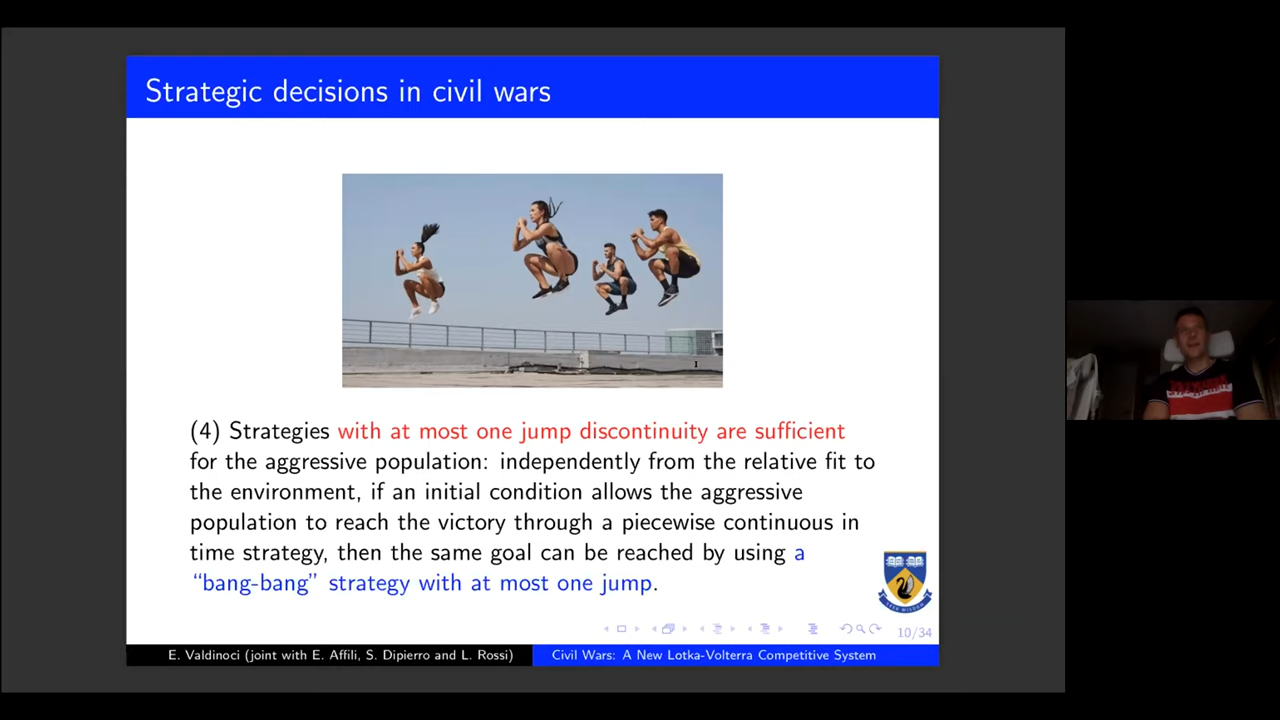 Strategic decisions in civil wars
(4) Strategies with at most one jump discontinuity are sufficient
for the aggressive population: independently from the relative fit to
the environment, if an initial condition allows the aggressive
population to reach the victory through a piecewise continuous in
time strategy, then the same goal can be reached by using a
“bang-bang” strategy with at most one jump.
10/34
E. Valdinoci (joint with E. Affili, S. Dipierro and L. Rossi)
Civil Wars: A New Lotka-Volterra Competitive System